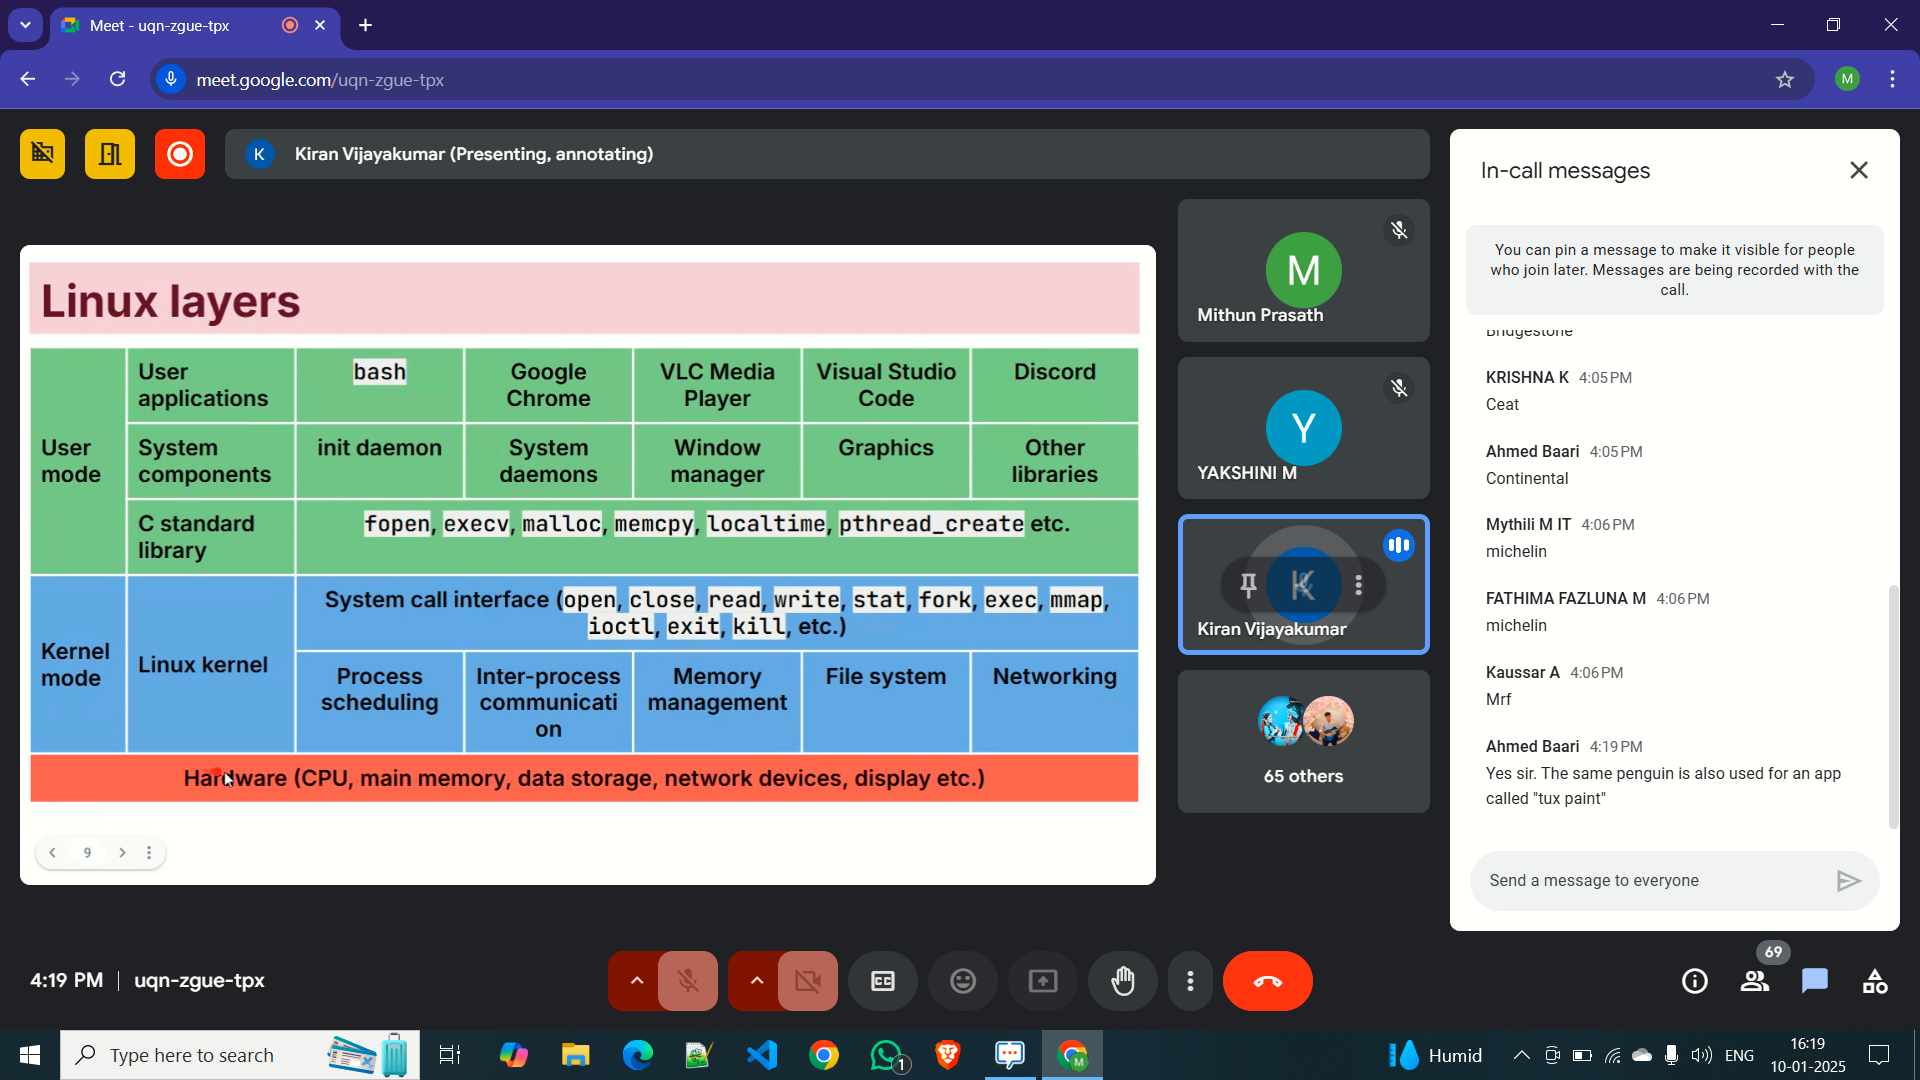 Meet - uqn-zgue-tpx
meet.google.com/uqn-zgue-tpx
M
K
Kiran Vijayakumar (Presenting, annotating)
In-call messages
You can pin a message to make it visible for people
who join later. Messages are being recorded with the
call.
Bridgestone
KRISHNA K 4:05 PM
Ceat
Ahmed Baari 4:05 PM
Continental
Mythili M IT 4:06 PM
michelin
FATHIMA FAZLUNA M 4:06 PM
michelin
Kaussar A 4:06 PM
Mrf
Ahmed Baari 4:19 PM
Yes sir. The same penguin is also used for an app
called "tux paint"
Send a message to everyone
Linux layers
User mode
User applications
bash
Google Chrome
VLC Media Player
Visual Studio Code
Discord
System components
init daemon
System daemons
Window manager
Graphics
Other libraries
C standard library
fopen, execv, malloc, memcpy, localtime, pthread_create etc.
Kernel mode
Linux kernel
System call interface (open, close, read, write, stat, fork, exec, mmap,
ioctl, exit, kill, etc.)
Process scheduling
Inter-process communicati on
Memory management
File system
Networking
Hardware (CPU, main memory, data storage, network devices, display etc.)
9
M
Mithun Prasath
Y
YAKSHINI M
K
Kiran Vijayakumar
65 others
4:19 PM | uqn-zgue-tpx
69
Type here to search
1
Humid
ENG
16:19
10-01-2025